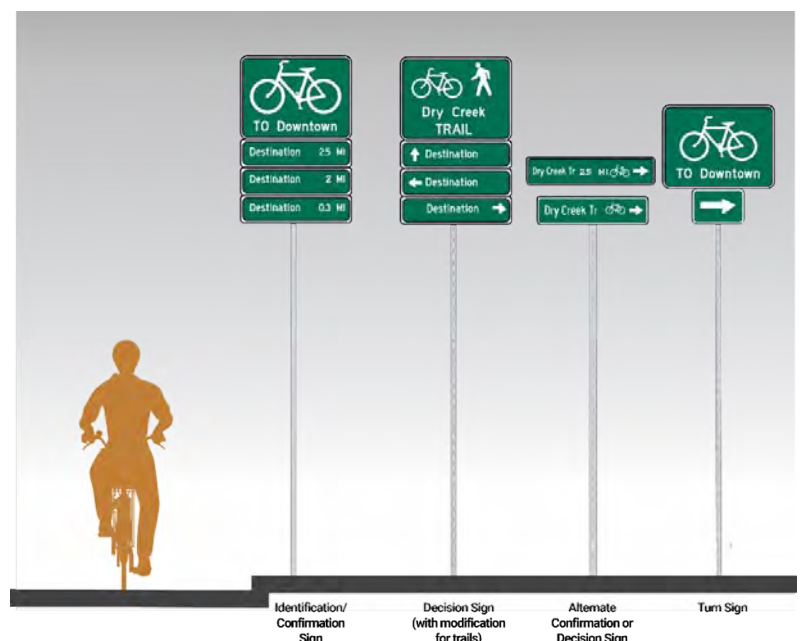 TO Downtown
Destination 25 MI
Destination 2 MI
Destination 0.3 MI
Dry Creek
TRAIL
Destination
Destination
Destination
Dry Creek Tr 2.5 MI
Dry Creek Tr
TO Downtown
Identification/
Confirmation
Sign
Decision Sign
(with modification
for trails)
Alternate
Confirmation or
Decision Sign
Turn Sign